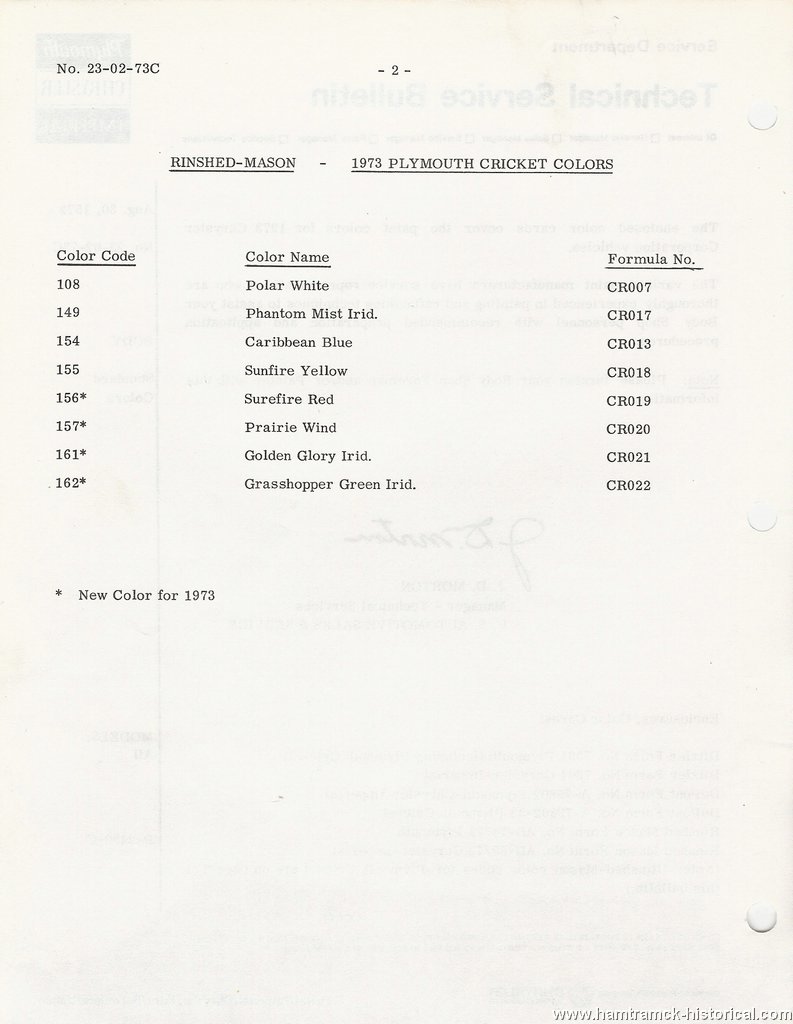 No. 23-02-73C
- 2 -
RINSHED-MASON - 1973 PLYMOUTH CRICKET COLORS
Color Code Color Name Formula No.
108 Polar White CR007
149 Phantom Mist Irid. CR017
154 Caribbean Blue CR013
155 Sunfire Yellow CR018
156* Surefire Red CR019
157* Prairie Wind CR020
161* Golden Glory Irid. CR021
162* Grasshopper Green Irid. CR022
* New Color for 1973
www.hamtramck-historical.com